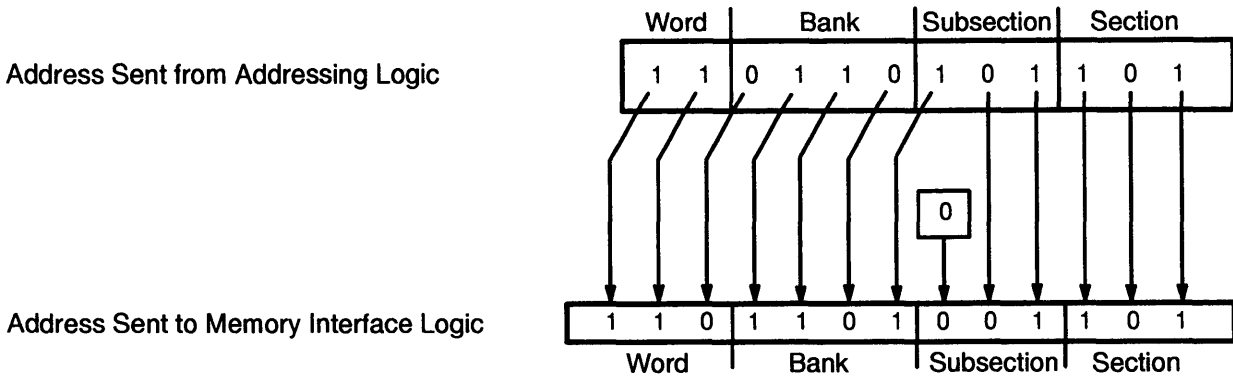 Word Bank Subsection Section
Address Sent from Addressing Logic 1 1 0 1 1 0 1 0 1 1 0 1
0
Address Sent to Memory Interface Logic 1 1 0 1 1 0 1 0 0 1 1 0 1
Word Bank Subsection Section